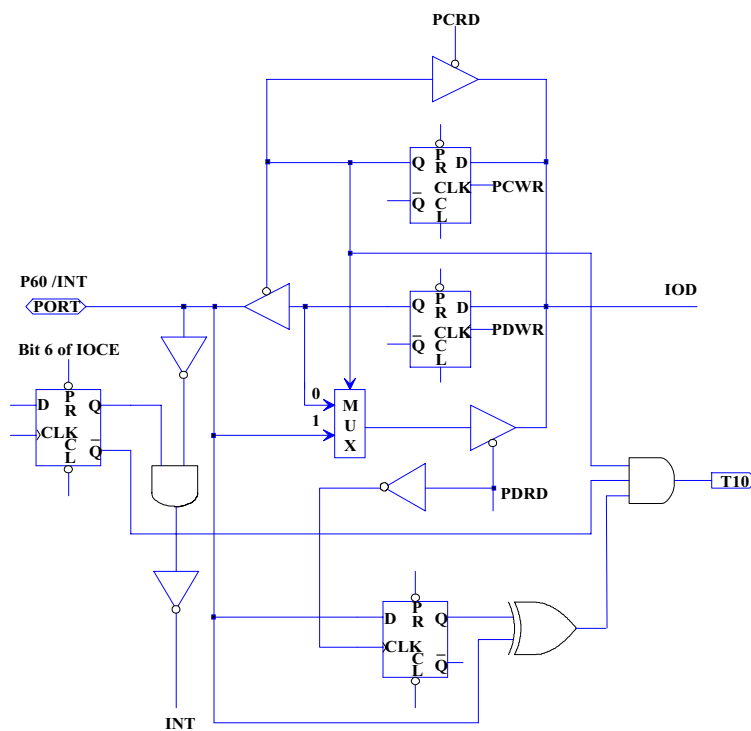 PCRD
P
R
Q
D
CLK
PCWR
Q
C
L
P60 /INT
PORT
P
R
Q
D
IOD
CLK
PDWR
Q
C
L
Bit 6 of IOCE
P
R
D
Q
CLK
C
L
Q
0
1
M
U
X
PDRD
T10
P
R
D
Q
CLK
C
L
Q
INT